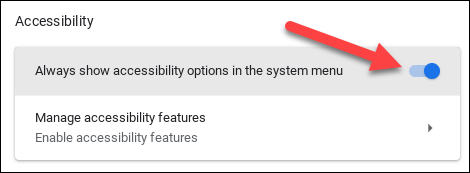 Accessibility
Always show accessibility options in the system menu
Manage accessibility features
Enable accessibility features